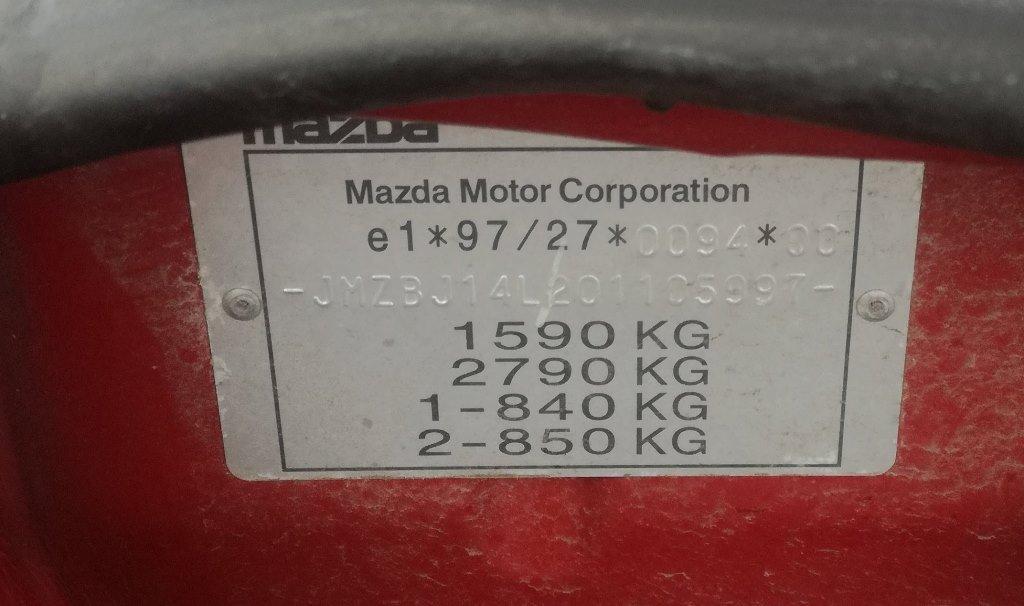 mazda
Mazda Motor Corporation
e1*97/27*0094*00
-JMZBJ14L201105997-
1590 KG
2790 KG
1-840 KG
2-850 KG